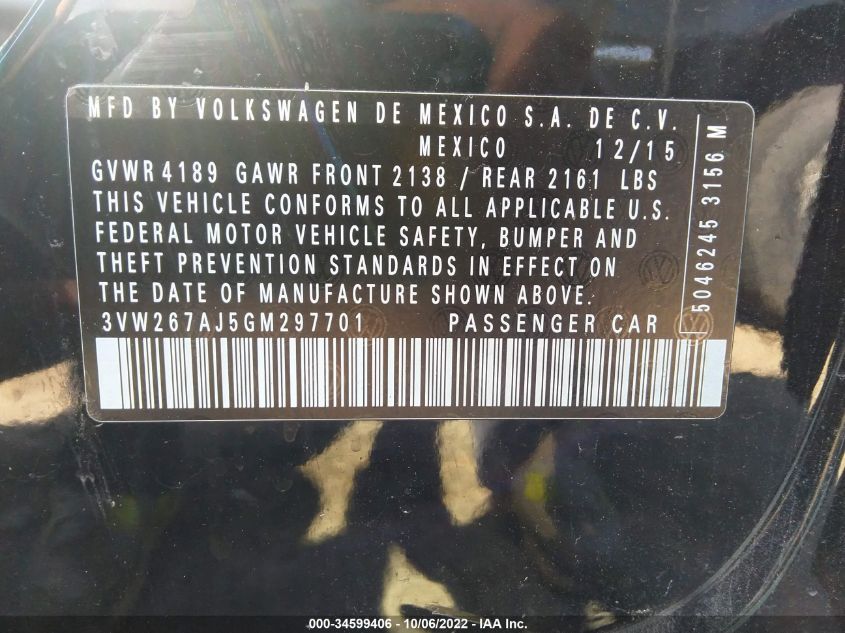 MFD BY VOLKSWAGEN DE MEXICO S.A. DE C.V.
MEXICO 12/15
GVWR 4189 GAWR FRONT 2138 / REAR 2161 LBS
THIS VEHICLE CONFORMS TO ALL APPLICABLE U.S.
FEDERAL MOTOR VEHICLE SAFETY, BUMPER AND
THEFT PREVENTION STANDARDS IN EFFECT ON
THE DATE OF MANUFACTURE SHOWN ABOVE.
3VW267AJ5GM297701 PASSENGER CAR
5046245 3156 M
000-34599406 - 10/06/2022 - IAA Inc.